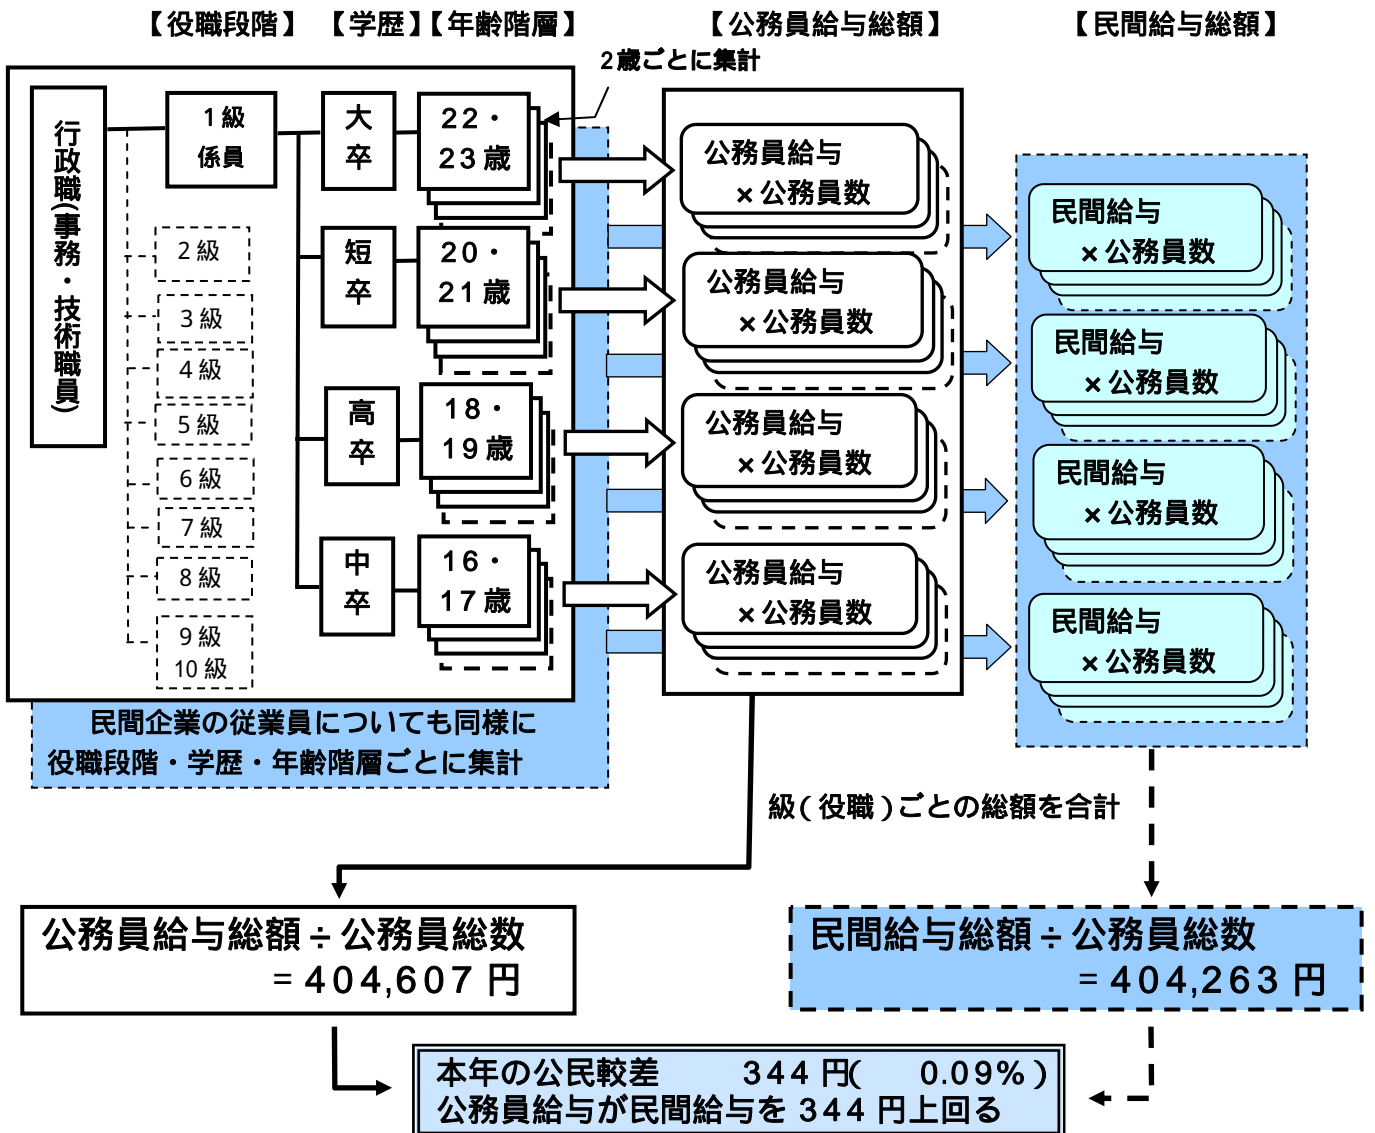 【役職段階】 【学歴】【年齢階層】 【公務員給与総額】 【民間給与総額】
2歳ごとに集計
行政職(事務・技術職員)
1級
係員
2級
3級
4級
5級
6級
7級
8級
9級
10級
大卒
22・
23歳
短卒
20・
21歳
高卒
18・
19歳
中卒
16・
17歳
公務員給与
×公務員数
公務員給与
×公務員数
公務員給与
×公務員数
公務員給与
×公務員数
民間給与
×公務員数
民間給与
×公務員数
民間給与
×公務員数
民間給与
×公務員数
民間企業の従業員についても同様に
役職段階・学歴・年齢階層ごとに集計
級(役職)ごとの総額を合計
公務員給与総額÷公務員総数
=404,607円
民間給与総額÷公務員総数
=404,263円
本年の公民較差 344円( 0.09%)
公務員給与が民間給与を344円上回る